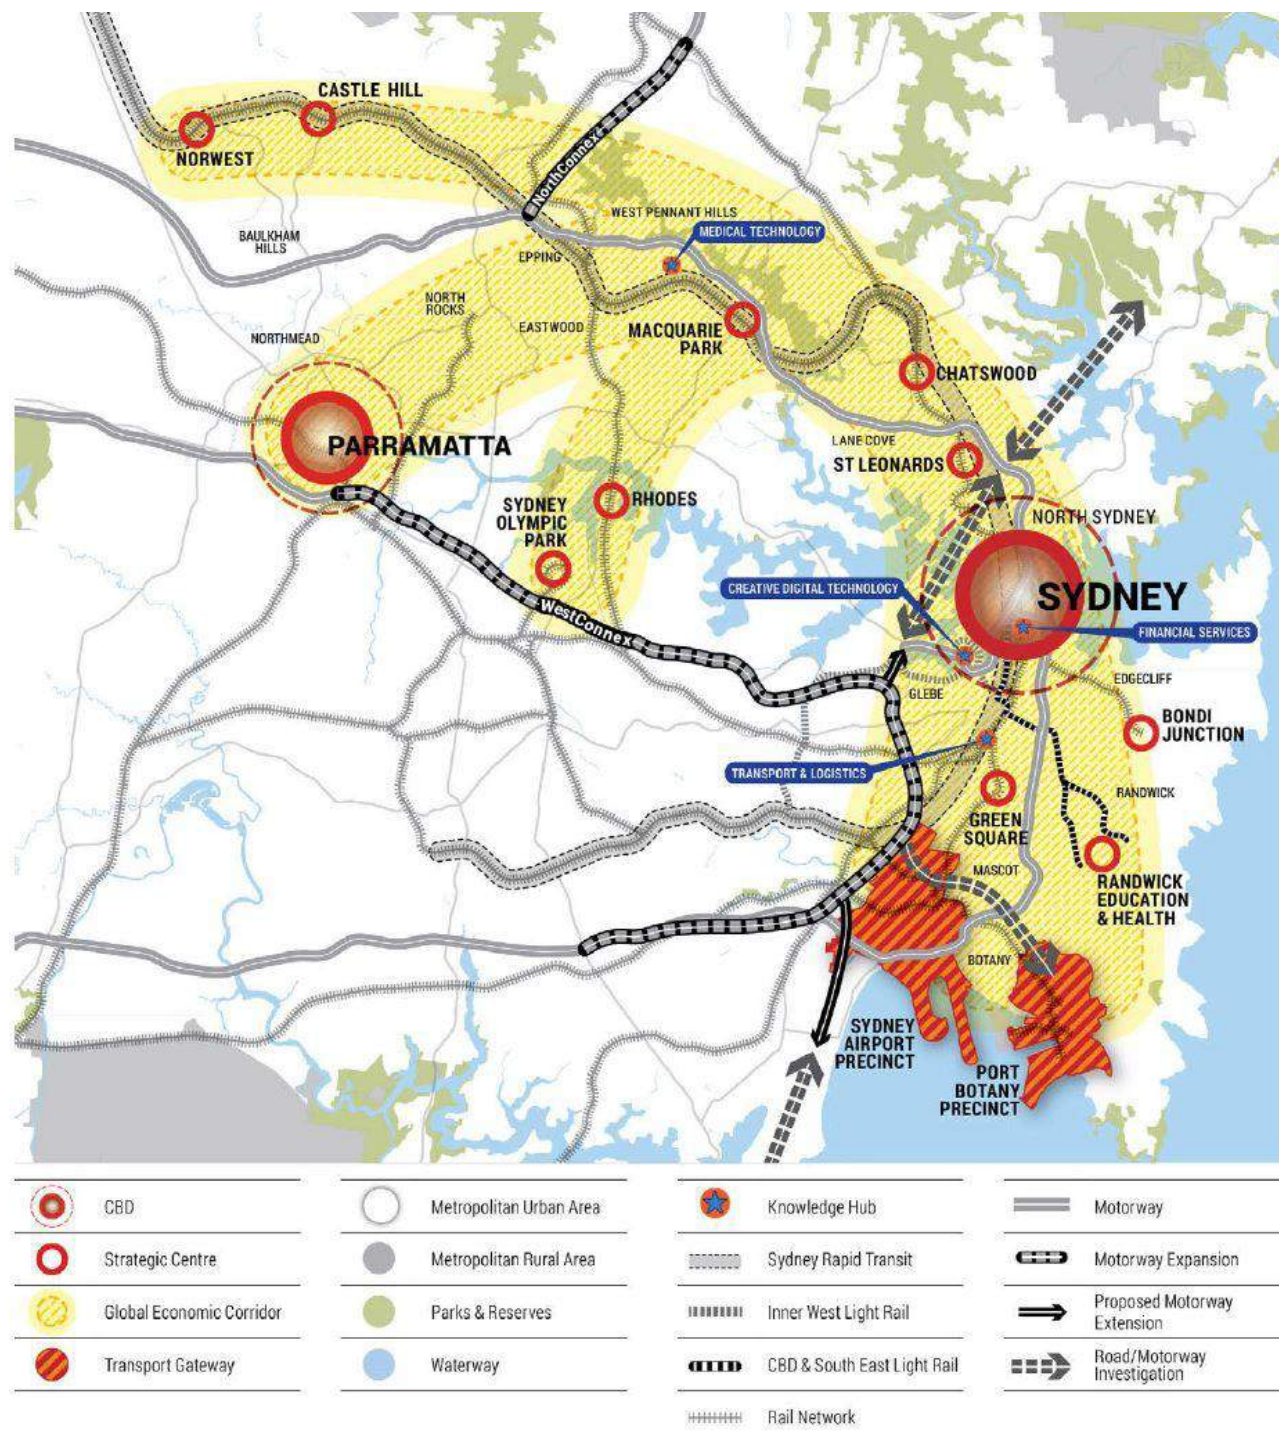 CASTLE HILL
NORWEST
NorthConnex
WEST PENNANT HILLS
MEDICAL TECHNOLOGY
BAULKHAM
HILLS
EPPING
NORTH
ROCKS
EASTWOOD
NORTHMEAD
MACQUARIE
PARK
CHATSWOOD
PARRAMATTA
LANE COVE
ST LEONARDS
SYDNEY
OLYMPIC
PARK
RHODES
NORTH SYDNEY
CREATIVE DIGITAL TECHNOLOGY
SYDNEY
WestConnex
FINANCIAL SERVICES
GLEBE
EDGECLIFF
BONDI
JUNCTION
TRANSPORT & LOGISTICS
RANDWICK
GREEN
SQUARE
MASCOT
RANDWICK
EDUCATION
& HEALTH
BOTANY
SYDNEY
AIRPORT
PRECINCT
PORT
BOTANY
PRECINCT
CBD
Strategic Centre
Global Economic Corridor
Transport Gateway
Metropolitan Urban Area
Metropolitan Rural Area
Parks & Reserves
Waterway
Knowledge Hub
Sydney Rapid Transit
Inner West Light Rail
CBD & South East Light Rail
Rail Network
Motorway
Motorway Expansion
Proposed Motorway
Extension
Road/Motorway
Investigation